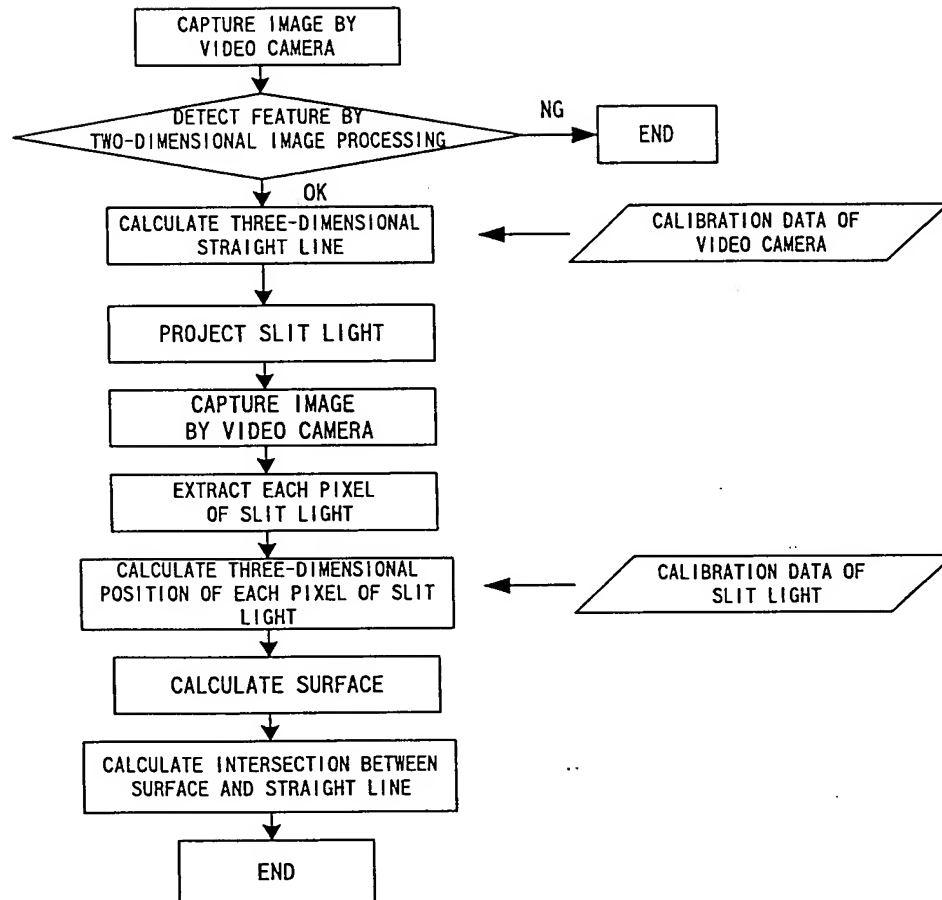 CAPTURE IMAGE BY
VIDEO CAMERA
DETECT FEATURE BY
TWO-DIMENSIONAL IMAGE PROCESSING
NG
END
OK
CALCULATE THREE-DIMENSIONAL
STRAIGHT LINE
CALIBRATION DATA OF
VIDEO CAMERA
PROJECT SLIT LIGHT
CAPTURE IMAGE
BY VIDEO CAMERA
EXTRACT EACH PIXEL
OF SLIT LIGHT
CALCULATE THREE-DIMENSIONAL
POSITION OF EACH PIXEL OF SLIT
LIGHT
CALIBRATION DATA OF
SLIT LIGHT
CALCULATE SURFACE
CALCULATE INTERSECTION BETWEEN
SURFACE AND STRAIGHT LINE
END